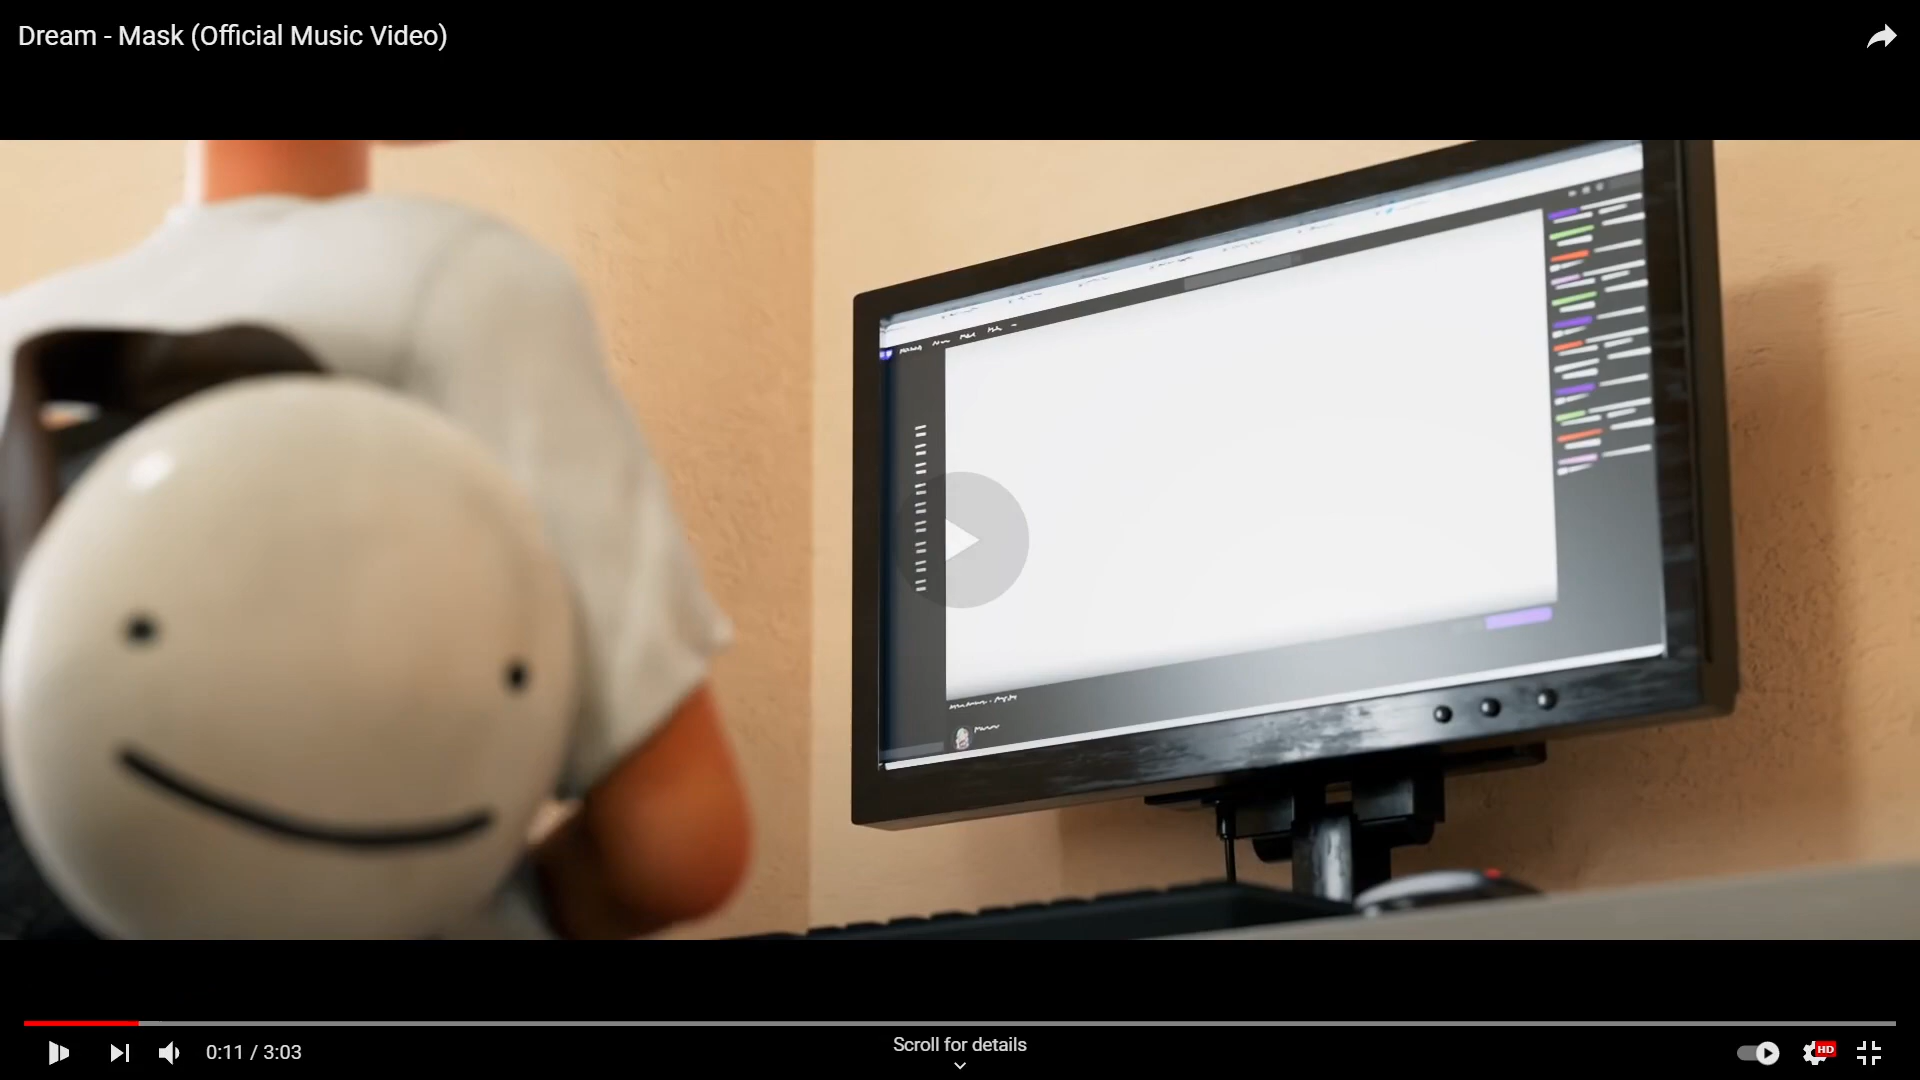 Dream - Mask (Official Music Video)
0:11 / 3:03
Scroll for details
HD